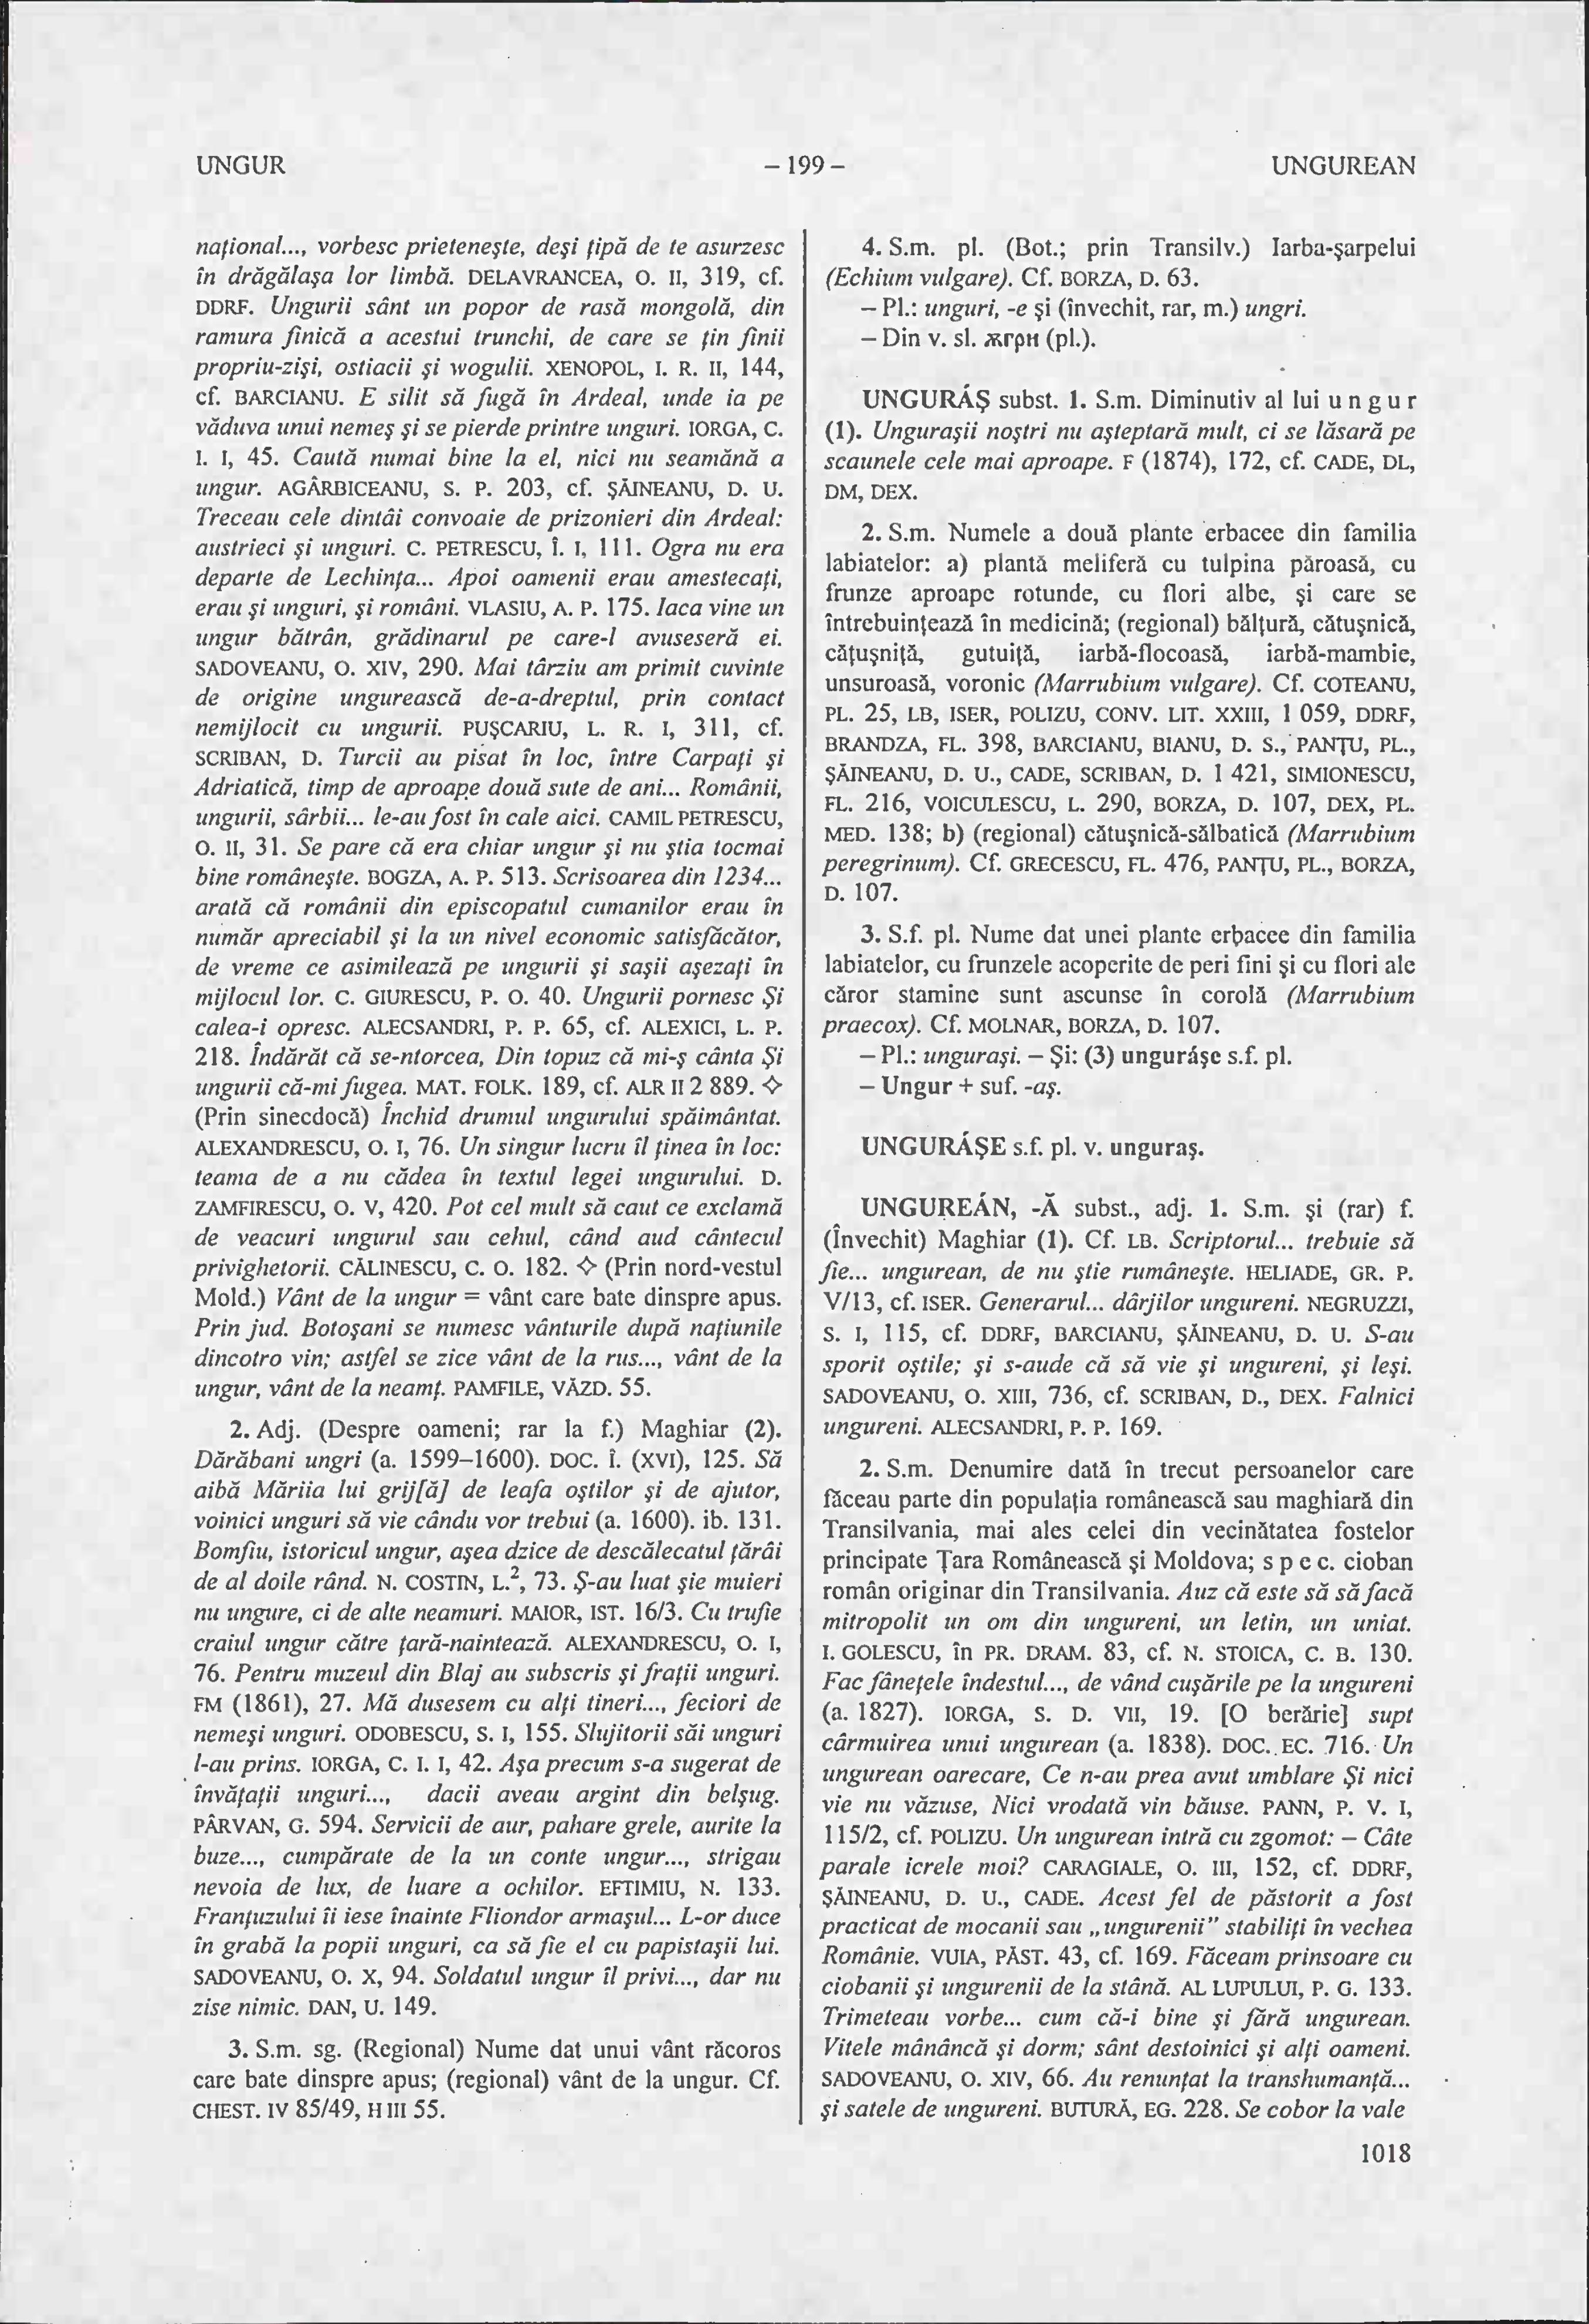 UNGUR
– 199 –
UNGUREAN
național..., vorbesc prietenește, deși țipă de te asurzesc
în drăgălașa lor limbă. DELAVRANCEA, O. II, 319, cf.
DDRF. Ungurii sânt un popor de rasă mongolă, din
ramura finică a acestui trunchi, de care se țin finii
propriu-ziși, ostiacii și wogulii. XENOPOL, I. R. II, 144,
cf. BARCIANU. E silit să fugă în Ardeal, unde ia pe
văduva unui nemeș și se pierde printre unguri. IORGA, C.
I. I, 45. Caută numai bine la el, nici nu seamănă a
ungur. AGÂRBICEANU, S. P. 203, cf. ȘĂINEANU, D. U.
Treceau cele dintâi convoaie de prizonieri din Ardeal:
austrieci și unguri. C. PETRESCU, Î. I, 111. Ogra nu era
departe de Lechința... Apoi oamenii erau amestecați,
erau și unguri, și români. VLASIU, A. P. 175. Iaca vine un
ungur bătrân, grădinarul pe care-l avuseseră ei.
SADOVEANU, O. XIV, 290. Mai târziu am primit cuvinte
de origine ungurească de-a-dreptul, prin contact
nemijlocit cu ungurii. PUȘCARIU, L. R. I, 311, cf.
SCRIBAN, D. Turcii au pisat în loc, între Carpați și
Adriatică, timp de aproape două sute de ani... Românii,
ungurii, sârbii... le-au fost în cale aici. CAMIL PETRESCU,
O. II, 31. Se pare că era chiar ungur și nu știa tocmai
bine românește. BOGZA, A. P. 513. Scrisoarea din 1234...
arată că românii din episcopatul cumanilor erau în
număr apreciabil și la un nivel economic satisfăcător,
de vreme ce asimilează pe ungurii și sașii așezați în
mijlocul lor. C. GIURESCU, P. O. 40. Ungurii pornesc Și
calea-i opresc. ALECSANDRI, P. P. 65, cf. ALEXICI, L. P.
218. Îndărăt că se-ntorcea, Din topuz că mi-ș cânta Și
ungurii că-mi fugea. MAT. FOLK. 189, cf. ALR II 2 889. ◇
(Prin sinecdocă) Închid drumul ungurului spăimântat.
ALEXANDRESCU, O. I, 76. Un singur lucru îl ținea în loc:
teama de a nu cădea în textul legei ungurului. D.
ZAMFIRESCU, O. V, 420. Pot cel mult să caut ce exclamă
de veacuri ungurul sau cehul, când aud cântecul
privighetorii. CĂLINESCU, C. O. 182. ◇ (Prin nord-vestul
Mold.) Vânt de la ungur = vânt care bate dinspre apus.
Prin jud. Botoșani se numesc vânturile după națiunile
dincotro vin; astfel se zice vânt de la rus..., vânt de la
ungur, vânt de la neamț. PAMFILE, VĂZD. 55.
2. Adj. (Despre oameni; rar la f.) Maghiar (2).
Dărăbani ungri (a. 1599–1600). DOC. Î. (XVI), 125. Să
aibă Măriia lui grij[ă] de leafa oștilor și de ajutor,
voinici unguri să vie cându vor trebui (a. 1600). ib. 131.
Bomfiu, istoricul ungur, așea dzice de descălecatul țărâi
de al doile rând. N. COSTIN, L.², 73. Ș-au luat șie muieri
nu ungure, ci de alte neamuri. MAIOR, IST. 16/3. Cu trufie
craiul ungur către țară-naintează. ALEXANDRESCU, O. I,
76. Pentru muzeul din Blaj au subscris și frații unguri.
FM (1861), 27. Mă dusesem cu alți tineri..., feciori de
nemeși unguri. ODOBESCU, S. I, 155. Slujitorii săi unguri
l-au prins. IORGA, C. I. I, 42. Așa precum s-a sugerat de
învățații unguri..., dacii aveau argint din belșug.
PÂRVAN, G. 594. Servicii de aur, pahare grele, aurite la
buze..., cumpărate de la un conte ungur..., strigau
nevoia de lux, de luare a ochilor. EFTIMIU, N. 133.
Franțuzului îi iese înainte Fliondor armașul... L-or duce
în grabă la popii unguri, ca să fie el cu papistașii lui.
SADOVEANU, O. X, 94. Soldatul ungur îl privi..., dar nu
zise nimic. DAN, U. 149.
3. S.m. sg. (Regional) Nume dat unui vânt răcoros
care bate dinspre apus; (regional) vânt de la ungur. Cf.
CHEST. IV 85/49, H III 55.
4. S.m. pl. (Bot.; prin Transilv.) Iarba-șarpelui
(Echium vulgare). Cf. BORZA, D. 63.
– Pl.: unguri, -e și (învechit, rar, m.) ungri.
– Din v. sl. ѫгри (pl.).
UNGURÁȘ subst. 1. S.m. Diminutiv al lui u n g u r
(1). Ungurașii noștri nu așteptară mult, ci se lăsară pe
scaunele cele mai aproape. F (1874), 172, cf. CADE, DL,
DM, DEX.
2. S.m. Numele a două plante erbacee din familia
labiatelor: a) plantă meliferă cu tulpina păroasă, cu
frunze aproape rotunde, cu flori albe, și care se
întrebuințează în medicină; (regional) bălțură, cătușnică,
cățușniță, gutuiță, iarbă-flocoasă, iarbă-mambie,
unsuroasă, voronic (Marrubium vulgare). Cf. COTEANU,
PL. 25, LB, ISER, POLIZU, CONV. LIT. XXIII, 1 059, DDRF,
BRANDZA, FL. 398, BARCIANU, BIANU, D. S., PANȚU, PL.,
ȘĂINEANU, D. U., CADE, SCRIBAN, D. 1 421, SIMIONESCU,
FL. 216, VOICULESCU, L. 290, BORZA, D. 107, DEX, PL.
MED. 138; b) (regional) cătușnică-sălbatică (Marrubium
peregrinum). Cf. GRECESCU, FL. 476, PANȚU, PL., BORZA,
D. 107.
3. S.f. pl. Nume dat unei plante erbacee din familia
labiatelor, cu frunzele acoperite de peri fini și cu flori ale
căror stamine sunt ascunse în corolă (Marrubium
praecox). Cf. MOLNAR, BORZA, D. 107.
– Pl.: unguraşi. – Și: (3) unguráșe s.f. pl.
– Ungur + suf. -aș.
UNGURÁȘE s.f. pl. v. unguraș.
UNGUREÁN, -Ă subst., adj. 1. S.m. și (rar) f.
(Învechit) Maghiar (1). Cf. LB. Scriptorul... trebuie să
fie... ungurean, de nu știe rumânește. HELIADE, GR. P.
V/13, cf. ISER. Generarul... dârjilor ungureni. NEGRUZZI,
S. I, 115, cf. DDRF, BARCIANU, ȘĂINEANU, D. U. S-au
sporit oștile; și s-aude că să vie și ungureni, și leși.
SADOVEANU, O. XIII, 736, cf. SCRIBAN, D., DEX. Falnici
ungureni. ALECSANDRI, P. P. 169.
2. S.m. Denumire dată în trecut persoanelor care
făceau parte din populația românească sau maghiară din
Transilvania, mai ales celei din vecinătatea fostelor
principate Țara Românească și Moldova; s p e c. cioban
român originar din Transilvania. Auz că este să să facă
mitropolit un om din ungureni, un letin, un uniat.
I. GOLESCU, în PR. DRAM. 83, cf. N. STOICA, C. B. 130.
Fac fânețele îndestul..., de vând cușările pe la ungureni
(a. 1827). IORGA, S. D. VII, 19. [O berărie] supt
cârmuirea unui ungurean (a. 1838). DOC. EC. 716. Un
ungurean oarecare, Ce n-au prea avut umblare Și nici
vie nu văzuse, Nici vrodată vin băuse. PANN, P. V. I,
115/2, cf. POLIZU. Un ungurean intră cu zgomot: – Câte
parale icrele moi? CARAGIALE, O. III, 152, cf. DDRF,
ȘĂINEANU, D. U., CADE. Acest fel de păstorit a fost
practicat de mocanii sau „ungurenii” stabiliți în vechea
Românie. VUIA, PĂST. 43, cf. 169. Făceam prinsoare cu
ciobanii și ungurenii de la stână. AL LUPULUI, P. G. 133.
Trimeteau vorbe... cum că-i bine și fără ungurean.
Vitele mânâncă și dorm; sânt destoinici și alți oameni.
SADOVEANU, O. XIV, 66. Au renunțat la transhumanță...
și satele de ungureni. BUTURĂ, EG. 228. Se cobor la vale
1018